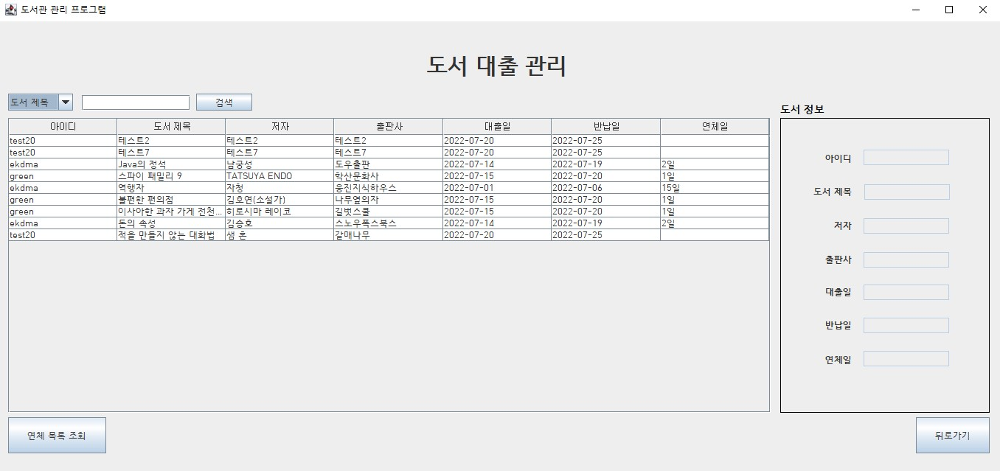 도서관 관리 프로그램
도서 대출 관리
도서 제목 검색
도서 정보
아이디 도서 제목 저자 출판사 대출일 반납일 연체일
test20 테스트2 테스트2 테스트2 2022-07-20 2022-07-25
test20 테스트7 테스트7 테스트7 2022-07-20 2022-07-25
ekdma Java의 정석 남궁성 도우출판 2022-07-14 2022-07-19 2일
green 스파이 패밀리 9 TATSUYA ENDO 학산문화사 2022-07-15 2022-07-20 1일
ekdma 역행자 자청 웅진지식하우스 2022-07-01 2022-07-06 15일
green 불편한 편의점 김호연(소설가) 나무옆의자 2022-07-15 2022-07-20 1일
green 이사아한 과자 가게 전천... 히로시마 레이코 길벗스쿨 2022-07-15 2022-07-20 1일
ekdma 돈의 속성 김승호 스노우폭스북스 2022-07-14 2022-07-19 2일
test20 적을 만들지 않는 대화법 샘 혼 갈매나무 2022-07-20 2022-07-25
아이디
도서 제목
저자
출판사
대출일
반납일
연체일
연체 목록 조회
뒤로가기